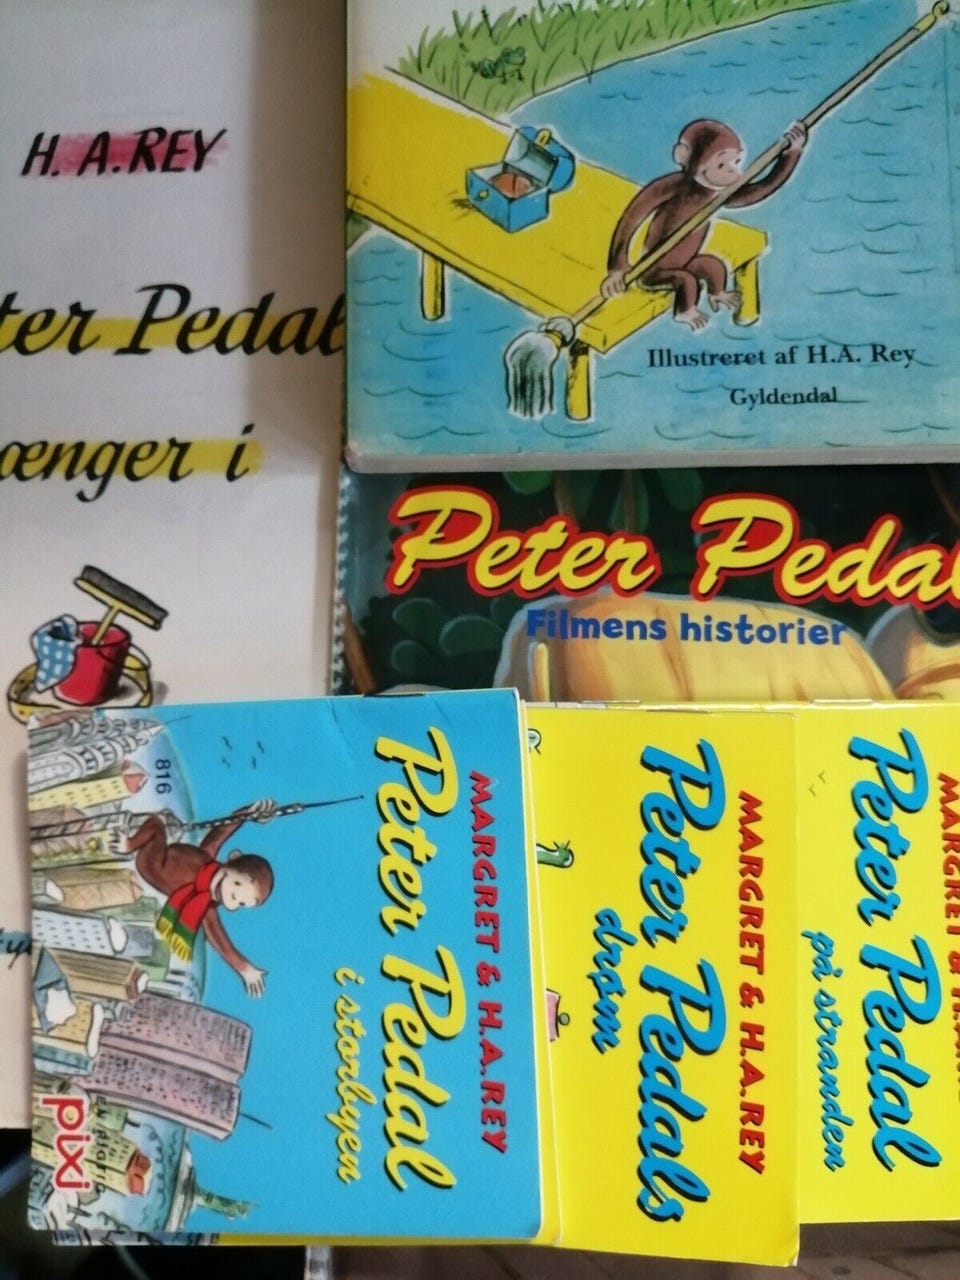 H. A. REY
ter Pedal
ænger i
Illustreret af H.A. Rey
Gyldendal
Peter Pedal
Filmens historier
MARGRET & H.A.REY
Peter Pedal
i storbyen
816
pixi
MARGRET & H.A.REY
Peter Pedals
drøm
MARGRET & H.A.
Peter Pedal
på stranden